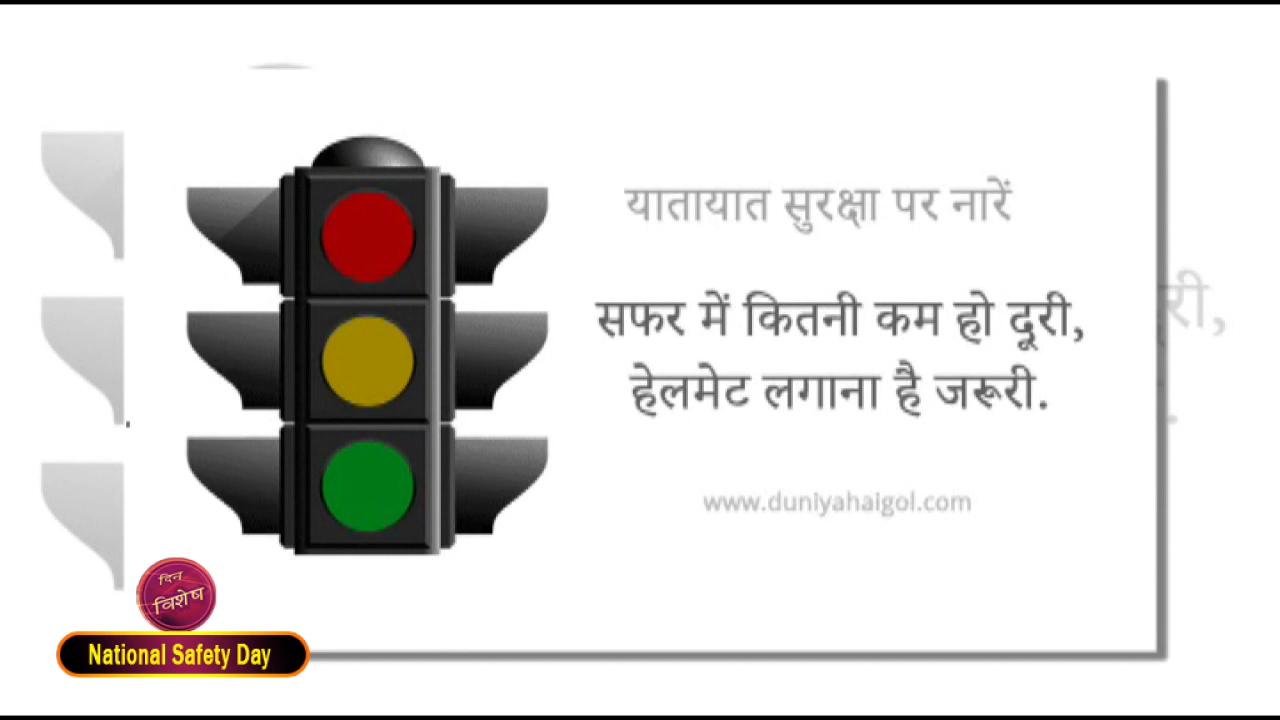 यातायात सुरक्षा पर नारें
सफर में कितनी कम हो दूरी,
हेलमेट लगाना है जरूरी.
www.duniyahaigol.com
री,
दिन
विशेष
National Safety Day